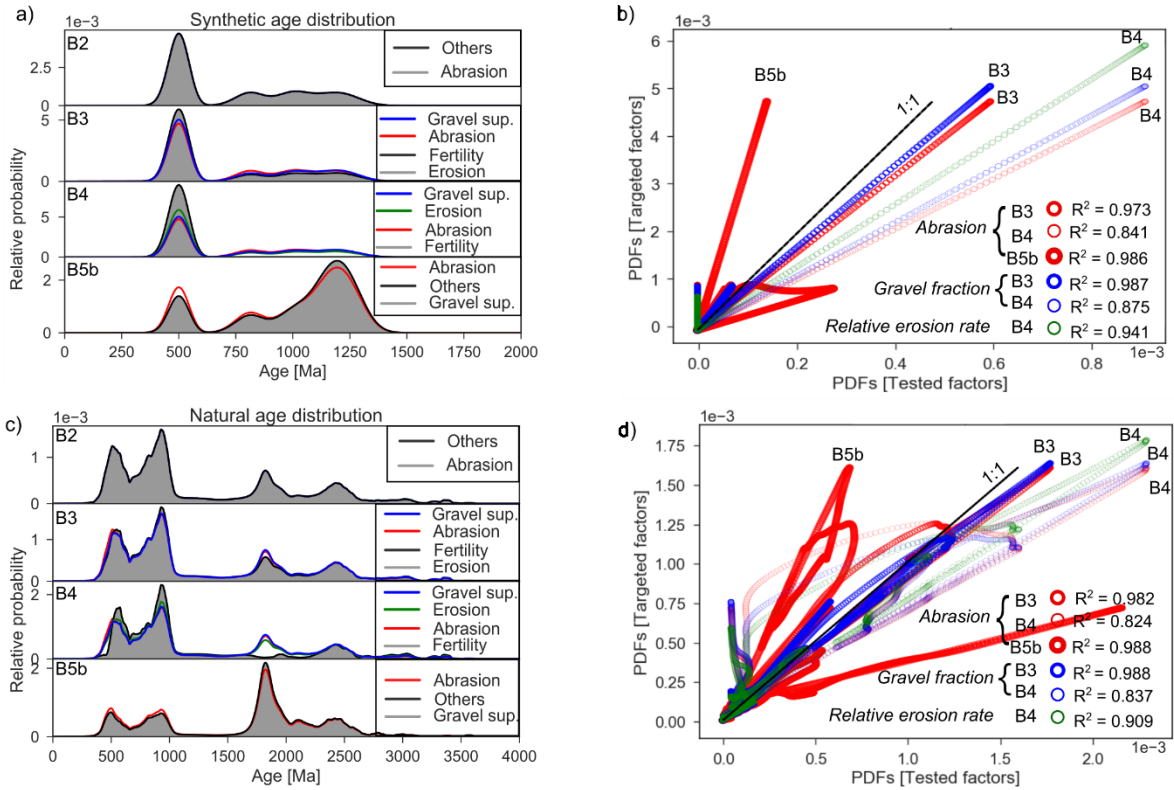 a)
1e−3
Synthetic age distribution
B2
Others
Abrasion
2.5
0
B3
Gravel sup.
Abrasion
Fertility
Erosion
5
0
B4
Gravel sup.
Erosion
Abrasion
Fertility
5
0
B5b
Abrasion
Others
Gravel sup.
2
0
0 250 500 750 1000 1250 1500 1750 2000
Age [Ma]
Relative probability
b)
1e−3
6
5
4
3
2
1
0
0.0 0.2 0.4 0.6 0.8
1e−3
PDFs [Tested factors]
PDFs [Targeted factors]
B5b
1:1
B3
B3
B4
B4
B4
Abrasion
B3 R² = 0.973
B4 R² = 0.841
B5b R² = 0.986
Gravel fraction
B3 R² = 0.987
B4 R² = 0.875
Relative erosion rate B4 R² = 0.941
c)
1e−3
Natural age distribution
B2
Others
Abrasion
1
0
B3
Gravel sup.
Abrasion
Fertility
Erosion
1
0
B4
Gravel sup.
Erosion
Abrasion
Fertility
2
0
B5b
Abrasion
Others
Gravel sup.
2
0
0 500 1000 1500 2000 2500 3000 3500 4000
Age [Ma]
Relative probability
d)
1e−3
1.75
1.50
1.25
1.00
0.75
0.50
0.25
0.00
0.0 0.5 1.0 1.5 2.0
1e−3
PDFs [Tested factors]
PDFs [Targeted factors]
B5b
1:1
B3
B3
B4
B4
B4
Abrasion
B3 R² = 0.982
B4 R² = 0.824
B5b R² = 0.988
Gravel fraction
B3 R² = 0.988
B4 R² = 0.837
Relative erosion rate B4 R² = 0.909